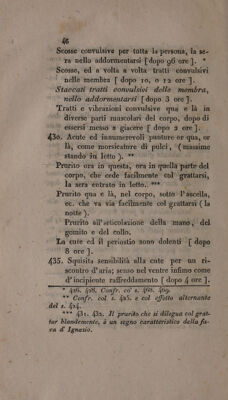 46
Scosse convulsive per tutta la persona, la se-
ra nello addormentarsi [ dopo 96 ore ]. *
Scosse, ed a volta a volta tratti convulsivi
nelle membra [ dopo 10, o 12 ore ].
Staccati tratti convulsivi delle membra,
nello addormentarsi [ dopo 3 ore ].
Tratti e vibrazioni convulsive qua e là in
diverse parti muscolari del corpo, dopo di
essersi messo a giacere [ dopo 2 ore ].
430. Acute ed innumerevoli punture or qua, or
là, come morsicature di pulci, ( massime
stando in letto ). **
Prurito ora in questa, ora in quella parte del
corpo, che cede facilmente col grattarsi,
la sera entrato in letto. ***
Prurito qua e là, nel corpo, sotto l'ascella,
ec. che va via facilmente col grattarsi ( la
notte ).
Prurito all'articolazione della mano, del
gomito e del collo.
La cute ed il periostio sono dolenti [ dopo
8 ore ].
435. Squisita sensibilità alla cute per un ri-
scontro d'aria; senso nel ventre infimo come
d'incipiente raffreddamento [ dopo 4 ore ].
* 426. 428. Confr. co' s. 468. 469.
** Confr. col s. 425. e col effetto alternante
del s. 424.
*** 431. 432. Il prurito che si dilegua col grat-
tar blandemente, è un segno caratteristico della fa-
va d' Ignazio.